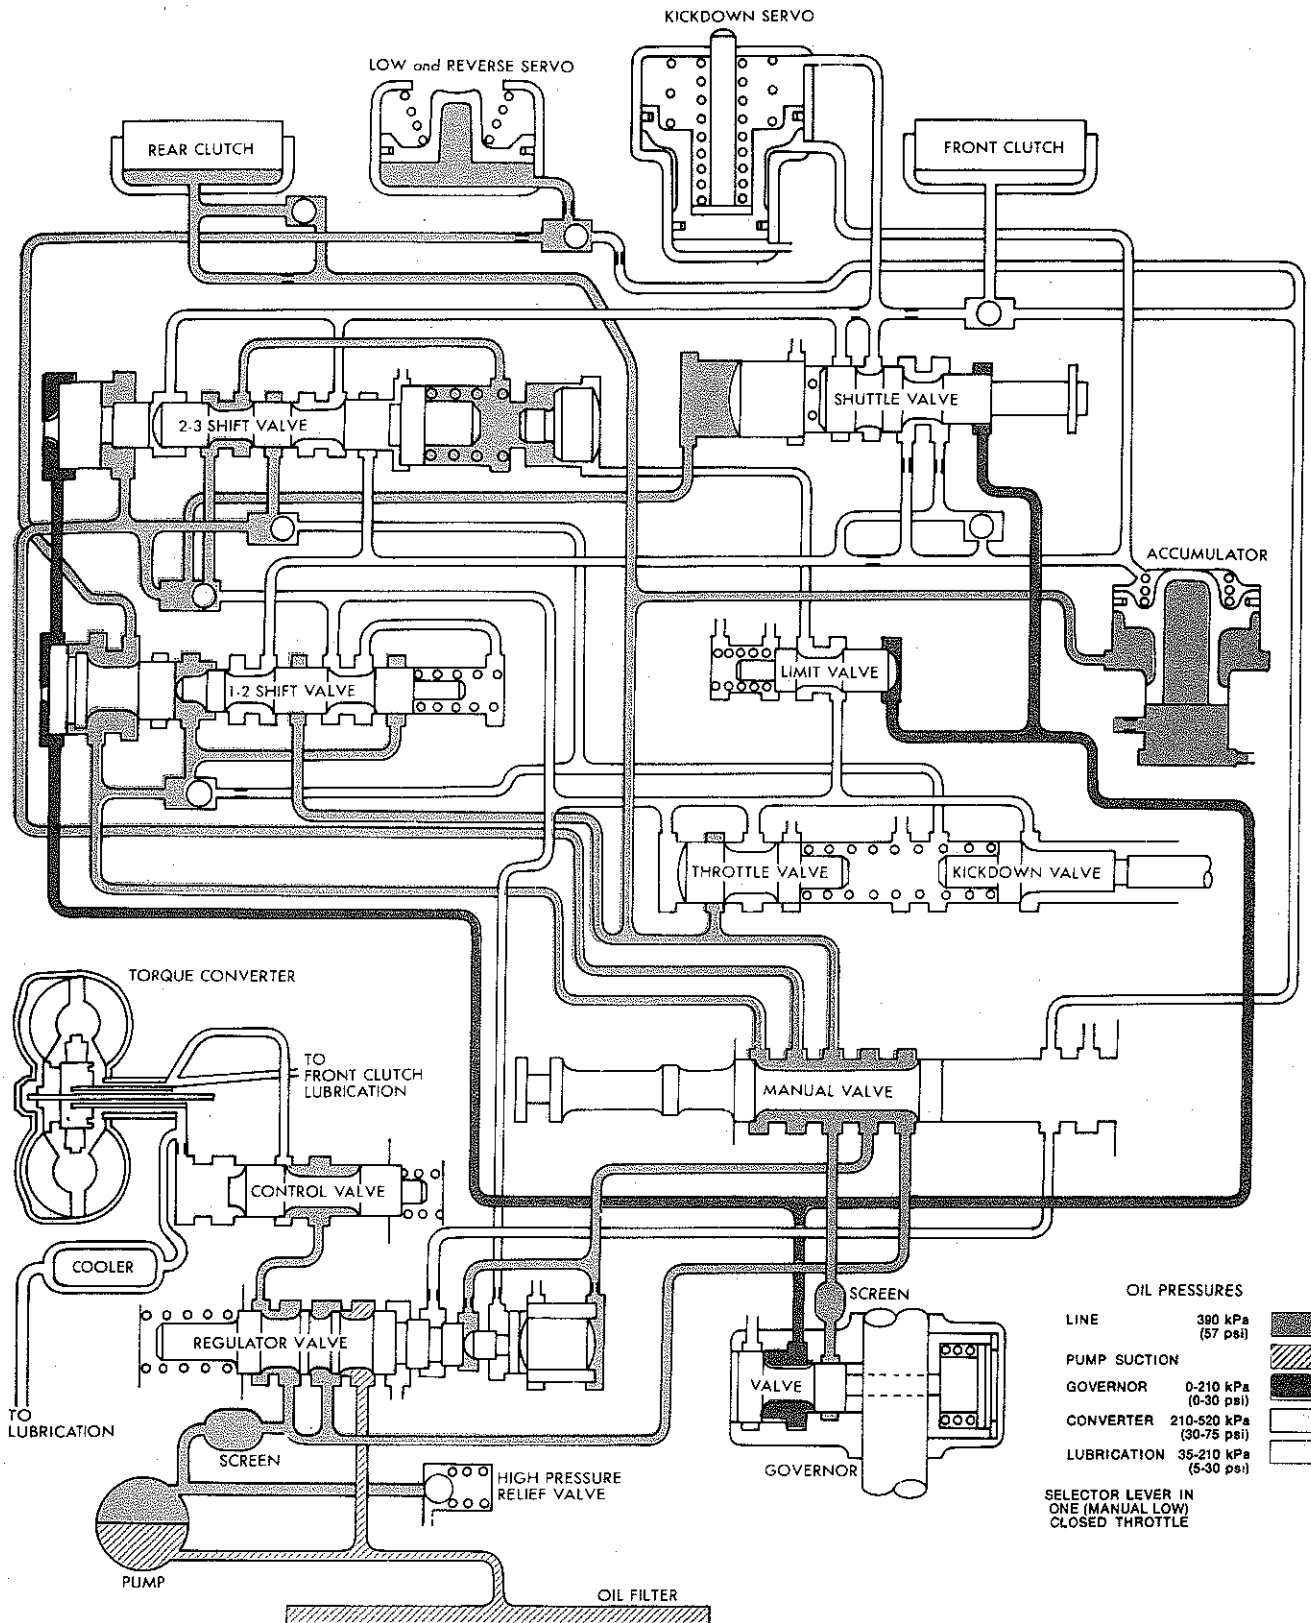 KICKDOWN SERVO
LOW and REVERSE SERVO
REAR CLUTCH
FRONT CLUTCH
2-3 SHIFT VALVE
SHUTTLE VALVE
ACCUMULATOR
1-2 SHIFT VALVE
LIMIT VALVE
THROTTLE VALVE
KICKDOWN VALVE
TORQUE CONVERTER
TO
FRONT CLUTCH
LUBRICATION
MANUAL VALVE
CONTROL VALVE
COOLER
REGULATOR VALVE
SCREEN
VALVE
GOVERNOR
TO
LUBRICATION
SCREEN
HIGH PRESSURE
RELIEF VALVE
PUMP
OIL FILTER
OIL PRESSURES
LINE 390 kPa
(57 psi)
PUMP SUCTION
GOVERNOR 0-210 kPa
(0-30 psi)
CONVERTER 210-520 kPa
(30-75 psi)
LUBRICATION 35-210 kPa
(5-30 psi)
SELECTOR LEVER IN
ONE (MANUAL LOW)
CLOSED THROTTLE